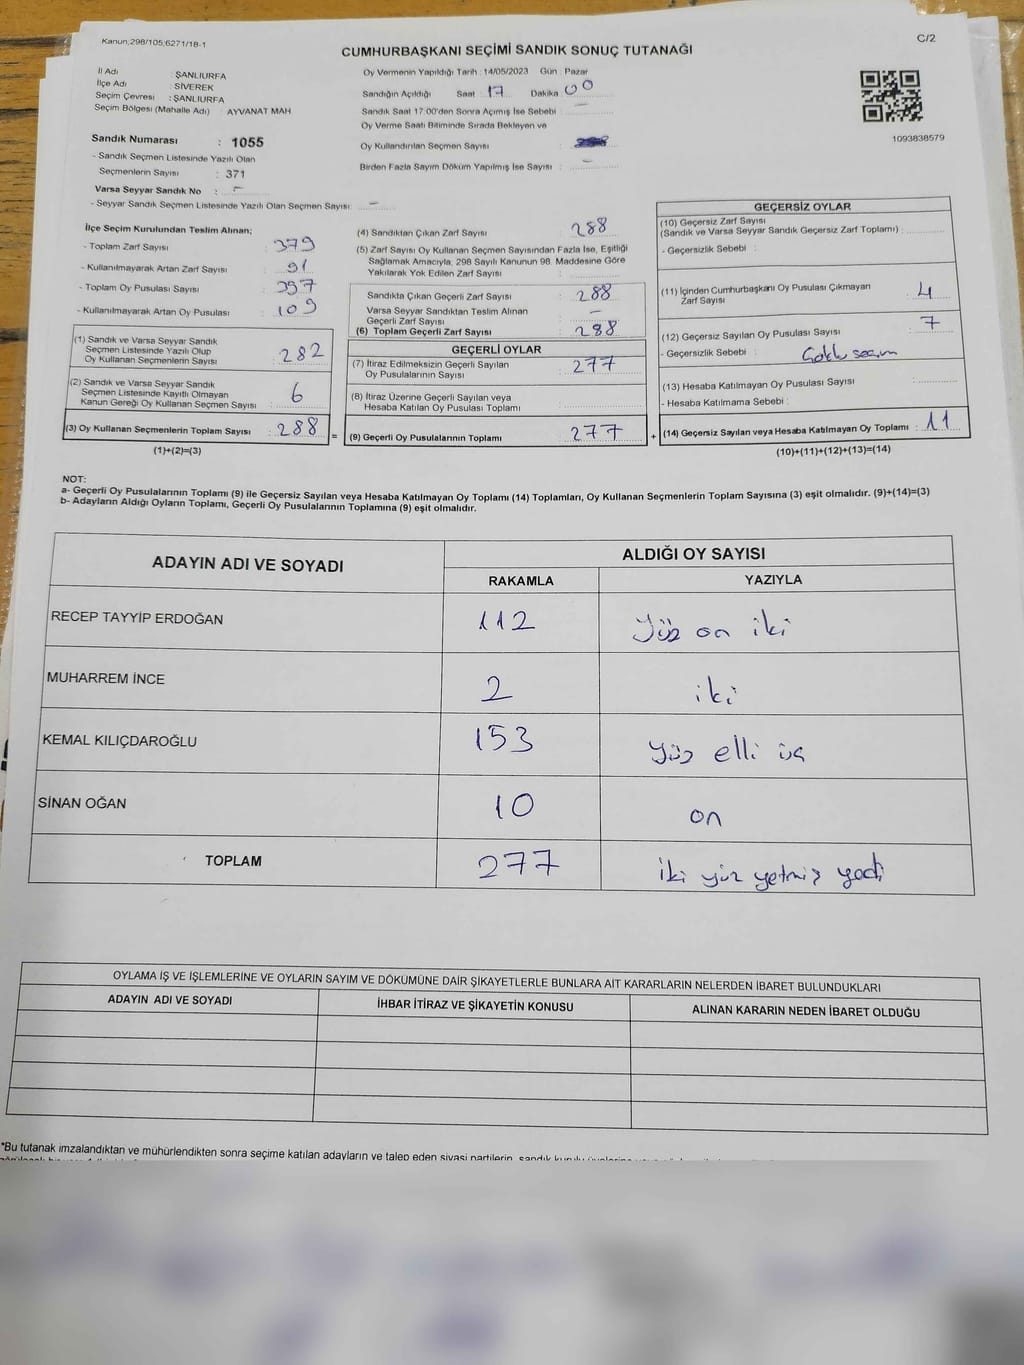 Kanun;298/105;6271/18-1
C/2
CUMHURBAŞKANI SEÇİMİ SANDIK SONUÇ TUTANAĞI
İl Adı : ŞANLIURFA
İlçe Adı : SİVEREK
Seçim Çevresi : ŞANLIURFA
Seçim Bölgesi (Mahalle Adı) : AYVANAT MAH
Oy Vermenin Yapıldığı Tarih :14/05/2023 Gün : Pazar
Sandığın Açıldığı Saat 17 Dakika 00
Sandık Saat 17:00'den Sonra Açımış İse Sebebi : -
Oy Verme Saati Bitiminde Sırada Bekleyen ve
Oy Kullandırılan Seçmen Sayısı :
Birden Fazla Sayım Döküm Yapılmış İse Sayısı : -
1093838579
Sandık Numarası : 1055
- Sandık Seçmen Listesinde Yazılı Olan
Seçmenlerin Sayısı : 371
Varsa Seyyar Sandık No : -
- Seyyar Sandık Seçmen Listesinde Yazılı Olan Seçmen Sayısı: -
İlçe Seçim Kurulundan Teslim Alınan;
- Toplam Zarf Sayısı : 379
- Kullanılmayarak Artan Zarf Sayısı : 91
- Toplam Oy Pusulası Sayısı : 397
- Kullanılmayarak Artan Oy Pusulası : 109
(1) Sandık ve Varsa Seyyar Sandık
Seçmen Listesinde Yazılı Olup
Oy Kullanan Seçmenlerin Sayısı : 282
(2) Sandık ve Varsa Seyyar Sandık
Seçmen Listesinde Kayıtlı Olmayan
Kanun Gereği Oy Kullanan Seçmen Sayısı : 6
(3) Oy Kullanan Seçmenlerin Toplam Sayısı : 288
(1)+(2)=(3)
(4) Sandıktan Çıkan Zarf Sayısı : 288
(5) Zarf Sayısı Oy Kullanan Seçmen Sayısından Fazla İse, Eşitliği
Sağlamak Amacıyla, 298 Sayılı Kanunun 98. Maddesine Göre
Yakılarak Yok Edilen Zarf Sayısı :
Sandıkta Çıkan Geçerli Zarf Sayısı : 288
Varsa Seyyar Sandıktan Teslim Alınan
Geçerli Zarf Sayısı : -
(6) Toplam Geçerli Zarf Sayısı : 288
GEÇERLİ OYLAR
(7) İtiraz Edilmeksizin Geçerli Sayılan
Oy Pusulalarının Sayısı : 277
(8) İtiraz Üzerine Geçerli Sayılan veya
Hesaba Katılan Oy Pusulası Toplamı :
= (9) Geçerli Oy Pusulalarının Toplamı : 277 +
GEÇERSİZ OYLAR
(10) Geçersiz Zarf Sayısı
(Sandık ve Varsa Seyyar Sandık Geçersiz Zarf Toplamı) :
- Geçersizlik Sebebi :
(11) İçinden Cumhurbaşkanı Oy Pusulası Çıkmayan
Zarf Sayısı : 4
(12) Geçersiz Sayılan Oy Pusulası Sayısı : 7
- Geçersizlik Sebebi : Çoklu seçim
(13) Hesaba Katılmayan Oy Pusulası Sayısı :
- Hesaba Katılmama Sebebi :
(14) Geçersiz Sayılan veya Hesaba Katılmayan Oy Toplamı : 11
(10)+(11)+(12)+(13)=(14)
NOT:
a- Geçerli Oy Pusulalarının Toplamı (9) ile Geçersiz Sayılan veya Hesaba Katılmayan Oy Toplamı (14) Toplamları, Oy Kullanan Seçmenlerin Toplam Sayısına (3) eşit olmalıdır. (9)+(14)=(3)
b- Adayların Aldığı Oyların Toplamı, Geçerli Oy Pusulalarının Toplamına (9) eşit olmalıdır.
ADAYIN ADI VE SOYADI
ALDIĞI OY SAYISI
RAKAMLA YAZIYLA
RECEP TAYYİP ERDOĞAN 112 Yüz on iki
MUHARREM İNCE 2 iki
KEMAL KILIÇDAROĞLU 153 Yüz elli üç
SİNAN OĞAN 10 on
TOPLAM 277 iki yüz yetmiş yedi
OYLAMA İŞ VE İŞLEMLERİNE VE OYLARIN SAYIM VE DÖKÜMÜNE DAİR ŞİKAYETLERLE BUNLARA AİT KARARLARIN NELERDEN İBARET BULUNDUKLARI
ADAYIN ADI VE SOYADI İHBAR İTİRAZ VE ŞİKAYETİN KONUSU ALINAN KARARIN NEDEN İBARET OLDUĞU
*Bu tutanak imzalandıktan ve mühürlendikten sonra seçime katılan adayların ve talep eden siyasi partilerin, sandık kurulu